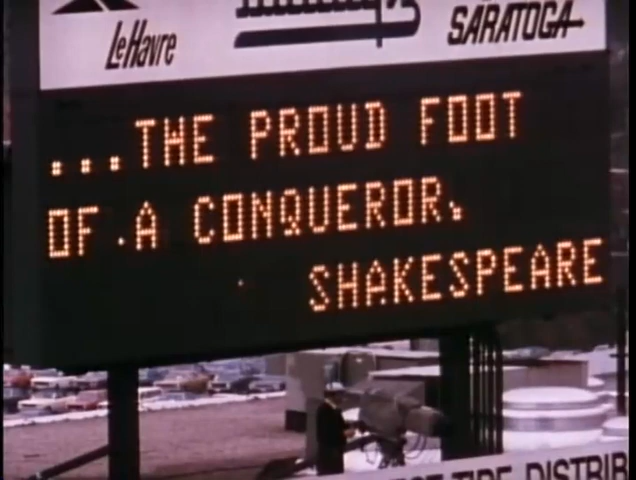 LeHavre
SARATOGA
...THE PROUD FOOT
OF A CONQUEROR,
SHAKESPEARE
TIRE DISTRIB